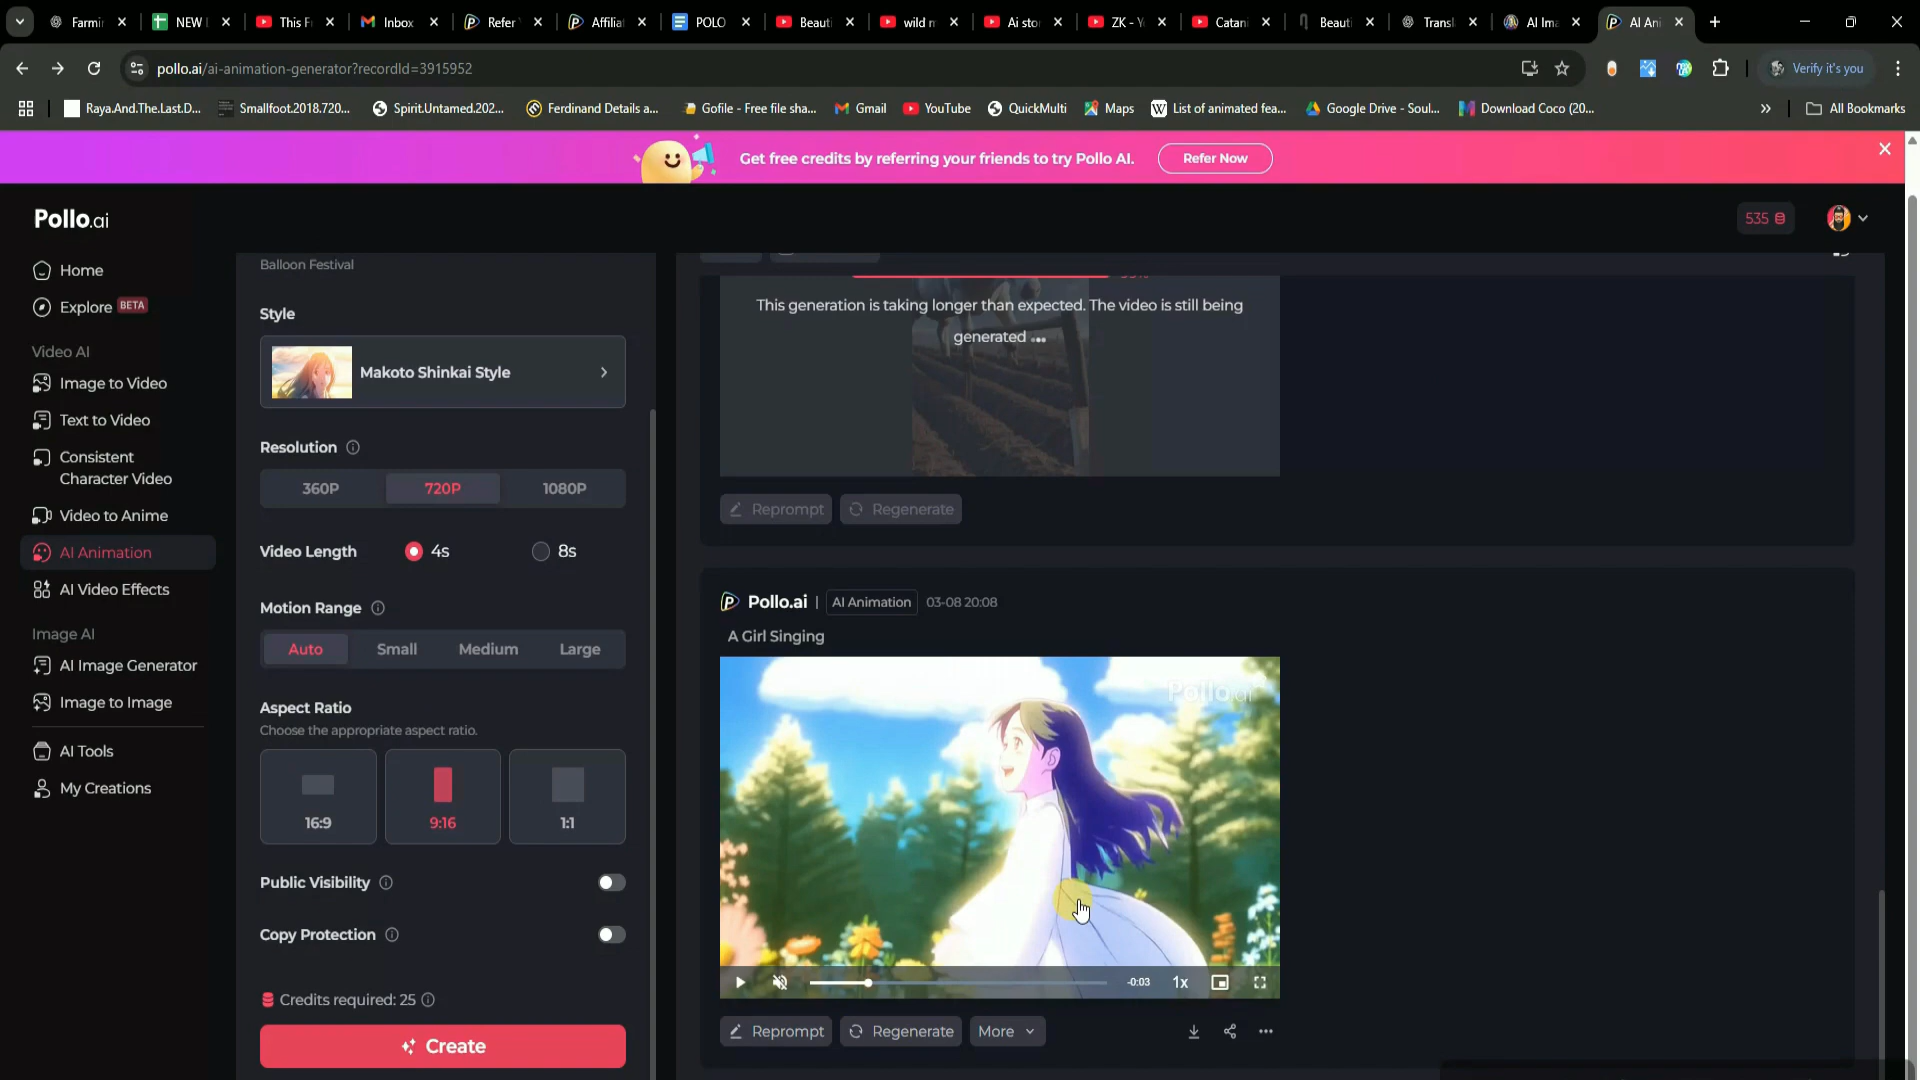 Farmin
NEW
This F
Inbox
Refer
Affilia
POLO
Beauti
wild m
Ai stor
ZK - Y
Catan
Beauti
Transl
AI Ima
AI Ani
pollo.ai/ai-animation-generator?recordId=3915952
Verify it's you
Raya.And.The.Last.D...
Smallfoot.2018.720...
Spirit.Untamed.202...
Ferdinand Details a...
Gofile - Free file sha...
Gmail
YouTube
QuickMulti
Maps
List of animated fea...
Google Drive - Soul...
Download Coco (20...
All Bookmarks
Get free credits by referring your friends to try Pollo AI.
Refer Now
Pollo.ai
535
Home
Explore BETA
Video AI
Image to Video
Text to Video
Consistent
Character Video
Video to Anime
AI Animation
AI Video Effects
Image AI
AI Image Generator
Image to Image
AI Tools
My Creations
Balloon Festival
Style
Makoto Shinkai Style
Resolution
360P 720P 1080P
Video Length 4s 8s
Motion Range
Auto Small Medium Large
Aspect Ratio
Choose the appropriate aspect ratio.
16:9 9:16 1:1
Public Visibility
Copy Protection
Credits required: 25
Create
This generation is taking longer than expected. The video is still being
generated ...
Reprompt
Regenerate
Pollo.ai | AI Animation 03-08 20:08
A Girl Singing
Pollo.ai
-0:03 1x
Reprompt
Regenerate
More